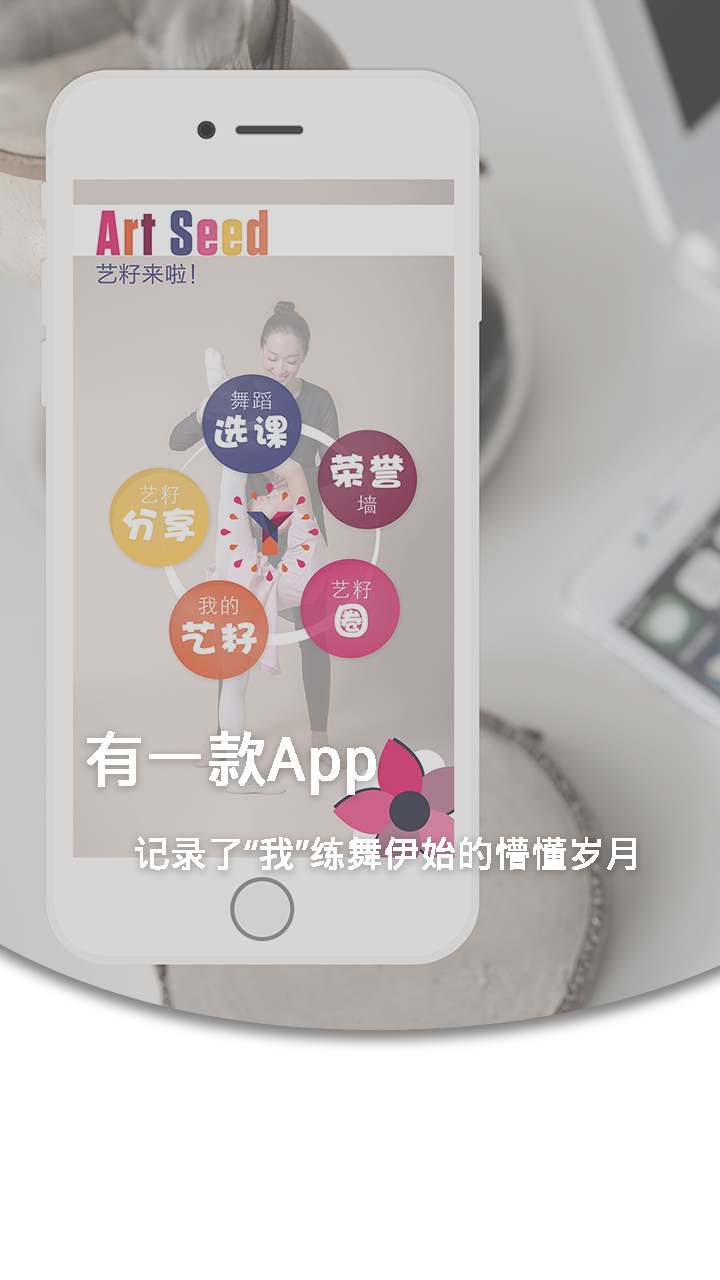 Art Seed
艺籽来啦!
舞蹈
选课
荣誉
墙
艺籽
分享
艺籽
圈
我的
艺籽
有一款App
记录了“我”练舞伊始的懵懂岁月